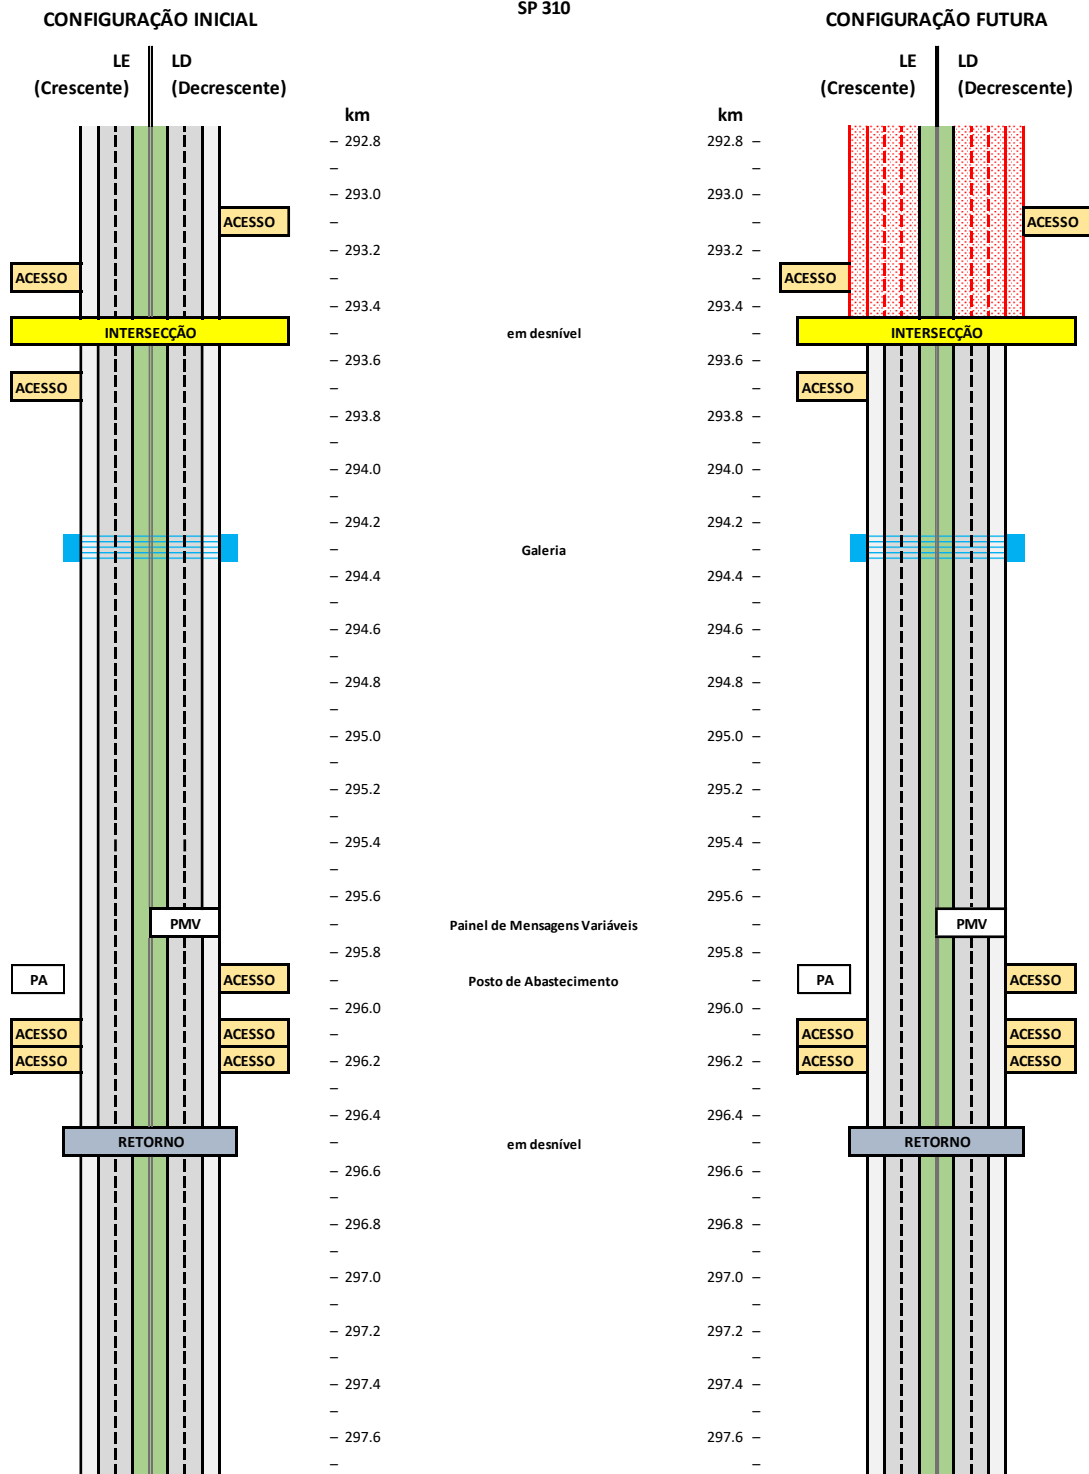 SP 310
CONFIGURAÇÃO INICIAL CONFIGURAÇÃO FUTURA
LE LD LE LD
(Crescente) (Decrescente) (Crescente) (Decrescente)
km km
– 292.8 292.8 –
– –
– 293.0 293.0 –
ACESSO – – ACESSO
– 293.2 293.2 –
ACESSO – – ACESSO
– 293.4 293.4 –
INTERSECÇÃO – em desnível – INTERSECÇÃO
– 293.6 293.6 –
ACESSO – – ACESSO
– 293.8 293.8 –
– –
– 294.0 294.0 –
– –
– 294.2 294.2 –
– Galeria –
– 294.4 294.4 –
– –
– 294.6 294.6 –
– –
– 294.8 294.8 –
– –
– 295.0 295.0 –
– –
– 295.2 295.2 –
– –
– 295.4 295.4 –
– –
– 295.6 295.6 –
PMV – Painel de Mensagens Variáveis – PMV
– 295.8 295.8 –
PA ACESSO – Posto de Abastecimento – PA ACESSO
– 296.0 296.0 –
ACESSO ACESSO – – ACESSO ACESSO
ACESSO ACESSO – 296.2 296.2 – ACESSO ACESSO
– –
– 296.4 296.4 –
RETORNO – em desnível – RETORNO
– 296.6 296.6 –
– –
– 296.8 296.8 –
– –
– 297.0 297.0 –
– –
– 297.2 297.2 –
– –
– 297.4 297.4 –
– –
– 297.6 297.6 –
– –